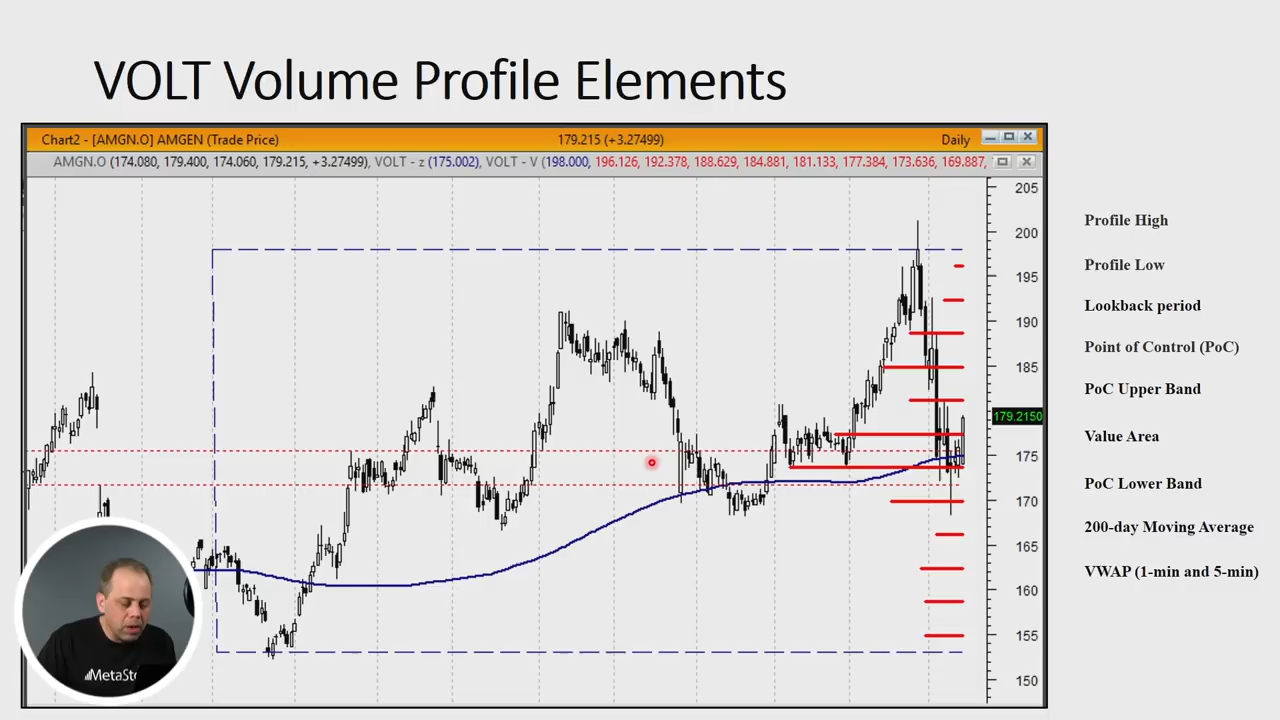 VOLT Volume Profile Elements
Chart2 - [AMGN.O] AMGEN (Trade Price) 179.215 (+3.27499) Daily
AMGN.O (174.080, 179.400, 174.060, 179.215, +3.27499), VOLT - z (175.002), VOLT - V (198.000, 196.126, 192.378, 188.629, 184.881, 181.133, 177.384, 173.636, 169.887,
205
200
195
190
185
179.2150
175
170
165
160
155
150
Profile High
Profile Low
Lookback period
Point of Control (PoC)
PoC Upper Band
Value Area
PoC Lower Band
200-day Moving Average
VWAP (1-min and 5-min)